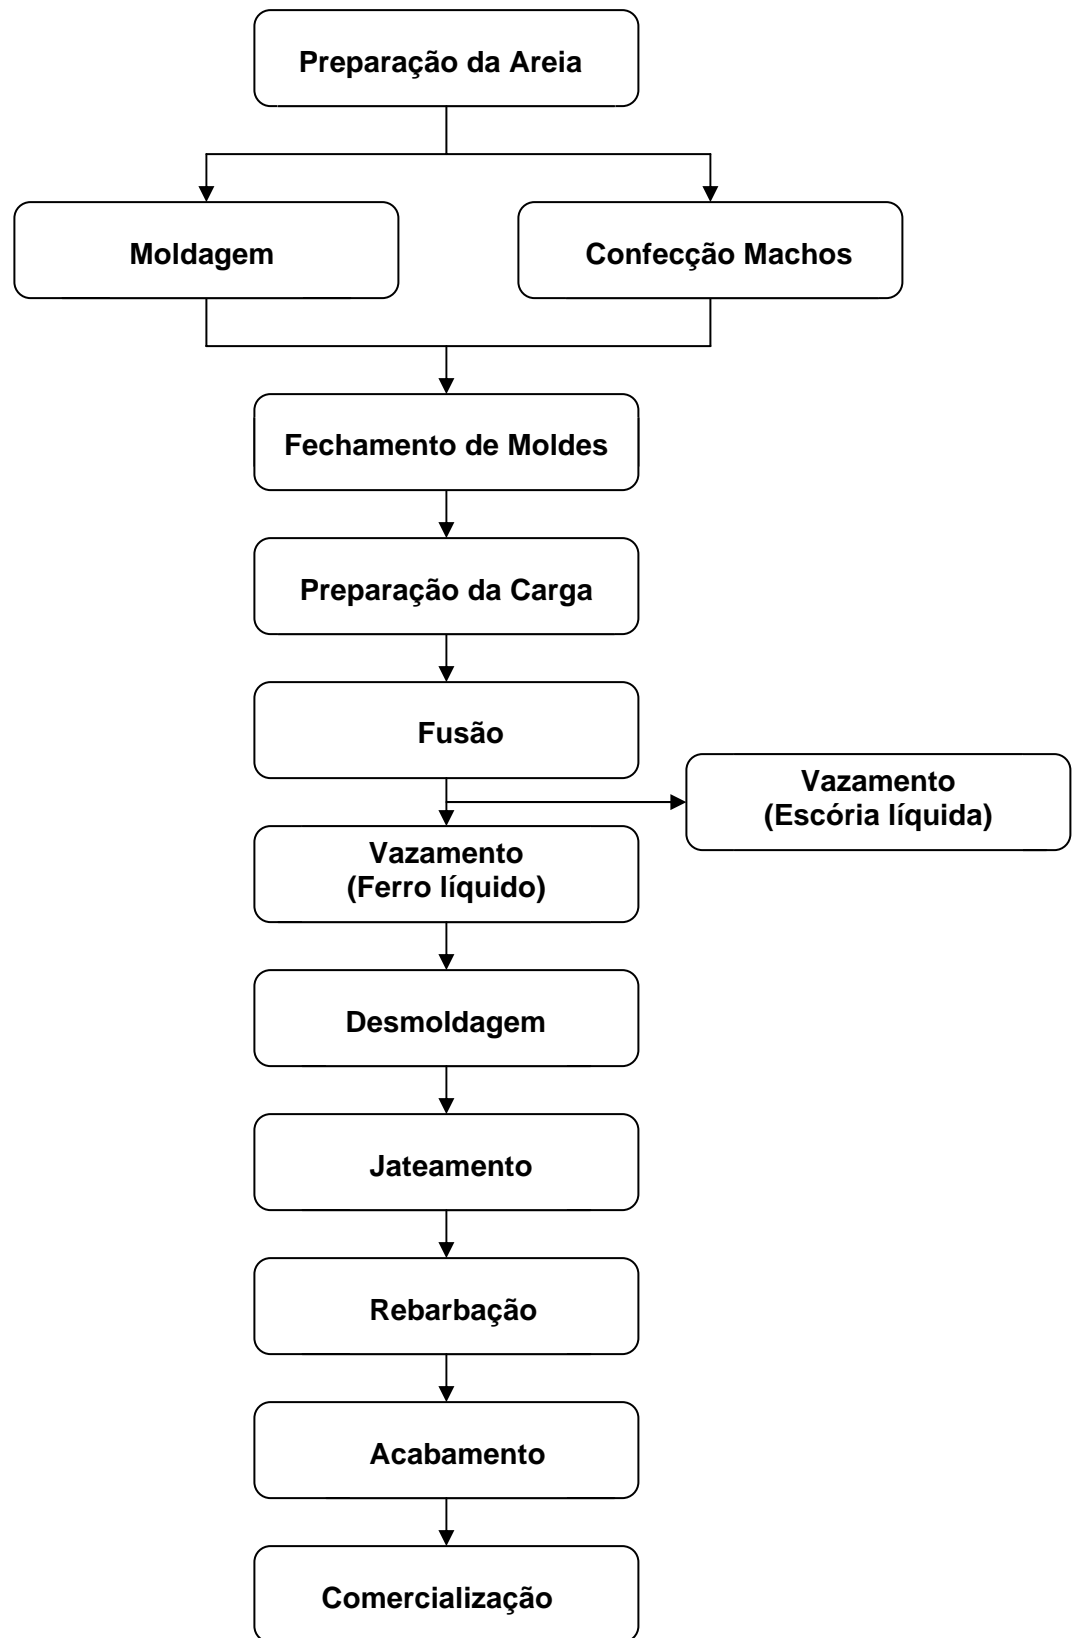 Preparação da Areia
Moldagem
Confecção Machos
Fechamento de Moldes
Preparação da Carga
Fusão
Vazamento
(Escória líquida)
Vazamento
(Ferro líquido)
Desmoldagem
Jateamento
Rebarbação
Acabamento
Comercialização